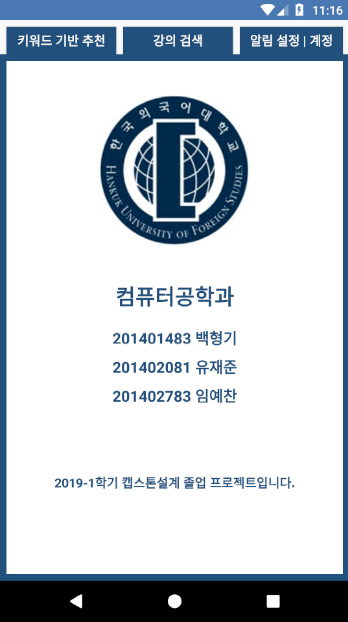 11:16
키워드 기반 추천
강의 검색
알림 설정 | 계정
한국외국어대학교
HANKUK UNIVERSITY OF FOREIGN STUDIES
컴퓨터공학과
201401483 백형기
201402081 유재준
201402783 임예찬
2019-1학기 캡스톤설계 졸업 프로젝트입니다.